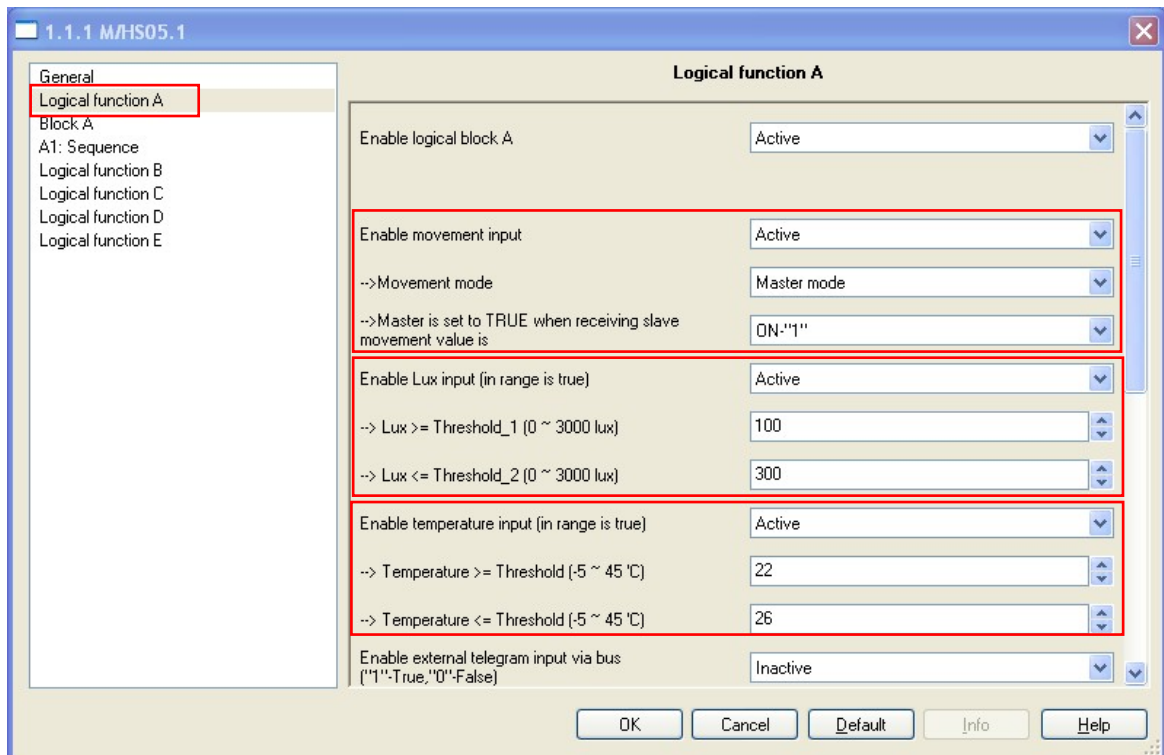 1.1.1 M/HS05.1
General
Logical function A
Block A
A1: Sequence
Logical function B
Logical function C
Logical function D
Logical function E
Logical function A
Enable logical block A
Active
Enable movement input
Active
-->Movement mode
Master mode
-->Master is set to TRUE when receiving slave
movement value is
ON-"1"
Enable Lux input (in range is true)
Active
--> Lux >= Threshold_1 (0 ~ 3000 lux)
100
--> Lux <= Threshold_2 (0 ~ 3000 lux)
300
Enable temperature input (in range is true)
Active
--> Temperature >= Threshold (-5 ~ 45 'C)
22
--> Temperature <= Threshold (-5 ~ 45 'C)
26
Enable external telegram input via bus
("1"-True,"0"-False)
Inactive
OK
Cancel
Default
Info
Help